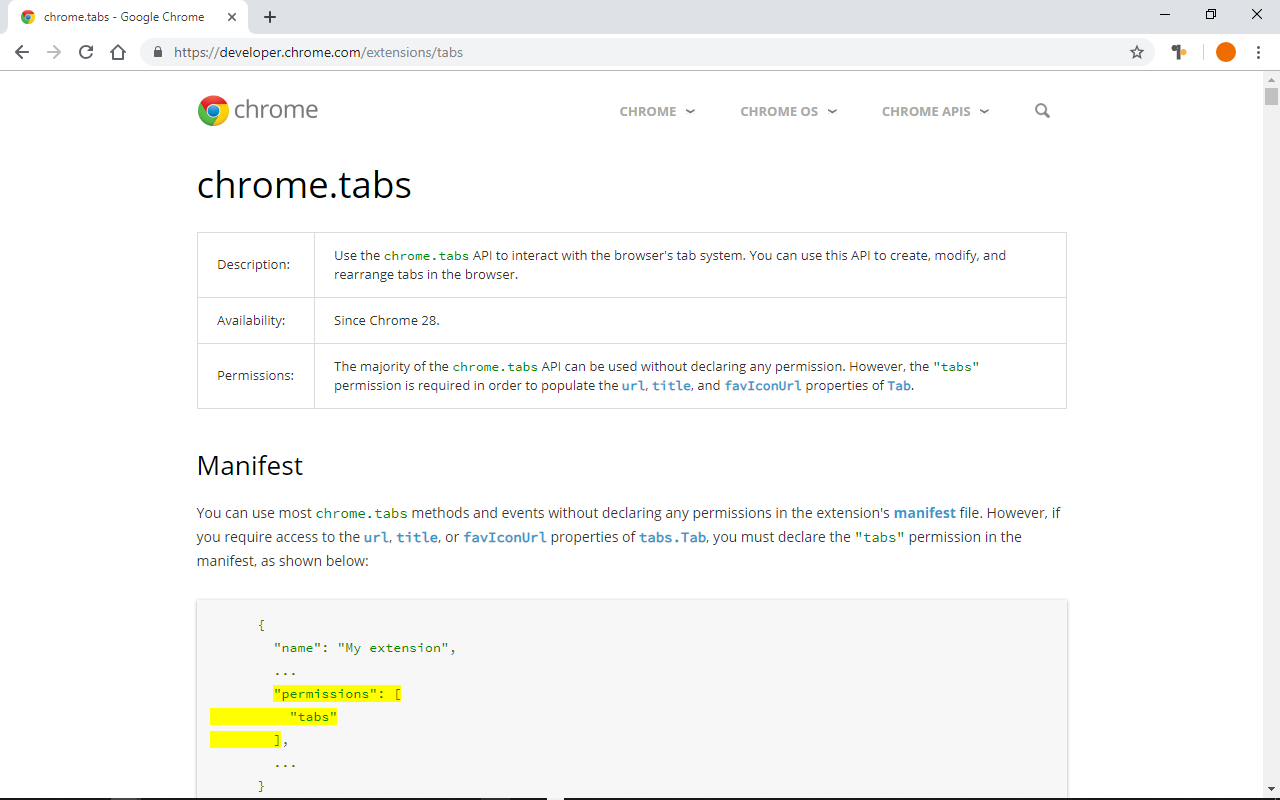 chrome.tabs - Google Chrome
https://developer.chrome.com/extensions/tabs
chrome
CHROME
CHROME OS
CHROME APIS
chrome.tabs
Description:
Use the chrome.tabs API to interact with the browser's tab system. You can use this API to create, modify, and
rearrange tabs in the browser.
Availability:
Since Chrome 28.
Permissions:
The majority of the chrome.tabs API can be used without declaring any permission. However, the "tabs"
permission is required in order to populate the url, title, and favIconUrl properties of Tab.
Manifest
You can use most chrome.tabs methods and events without declaring any permissions in the extension's manifest file. However, if
you require access to the url, title, or favIconUrl properties of tabs.Tab, you must declare the "tabs" permission in the
manifest, as shown below:
{
"name": "My extension",
...
"permissions": [
"tabs"
],
...
}